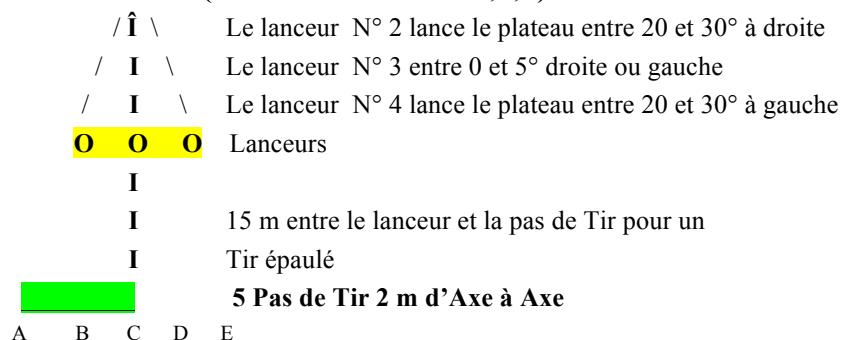 / Î \ Le lanceur N° 2 lance le plateau entre 20 et 30° à droite
/ I \ Le lanceur N° 3 entre 0 et 5° droite ou gauche
/ I \ Le lanceur N° 4 lance le plateau entre 20 et 30° à gauche
O O O Lanceurs
I
I 15 m entre le lanceur et la pas de Tir pour un
I Tir épaulé
5 Pas de Tir 2 m d’Axe à Axe
A B C D E